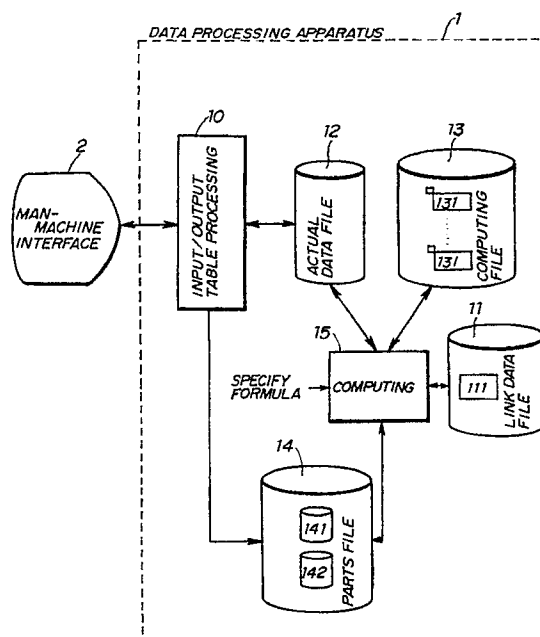 DATA PROCESSING APPARATUS
1
2
MAN-
MACHINE
INTERFACE
10
INPUT/OUTPUT
TABLE PROCESSING
12
ACTUAL DATA FILE
13
131
131
COMPUTING FILE
15
SPECIFY
FORMULA
COMPUTING
11
111
LINK DATA
FILE
14
141
142
PARTS FILE